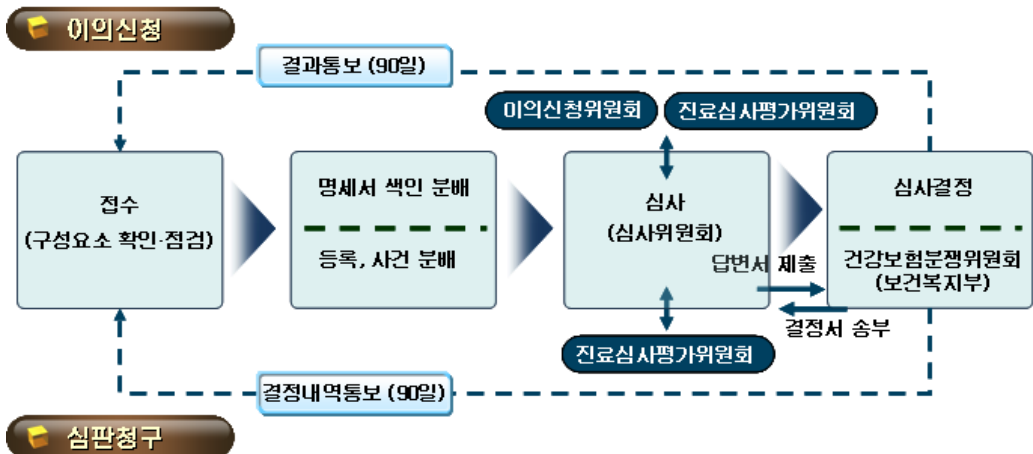 이의신청
결과통보 (90일)
이의신청위원회
진료심사평가위원회
접수
(구성요소 확인·점검)
명세서 색인 분배
등록, 사건 분배
심사
(심사위원회)
심사결정
건강보험분쟁위원회
(보건복지부)
답변서 제출
결정서 송부
진료심사평가위원회
결정내역통보 (90일)
심판청구